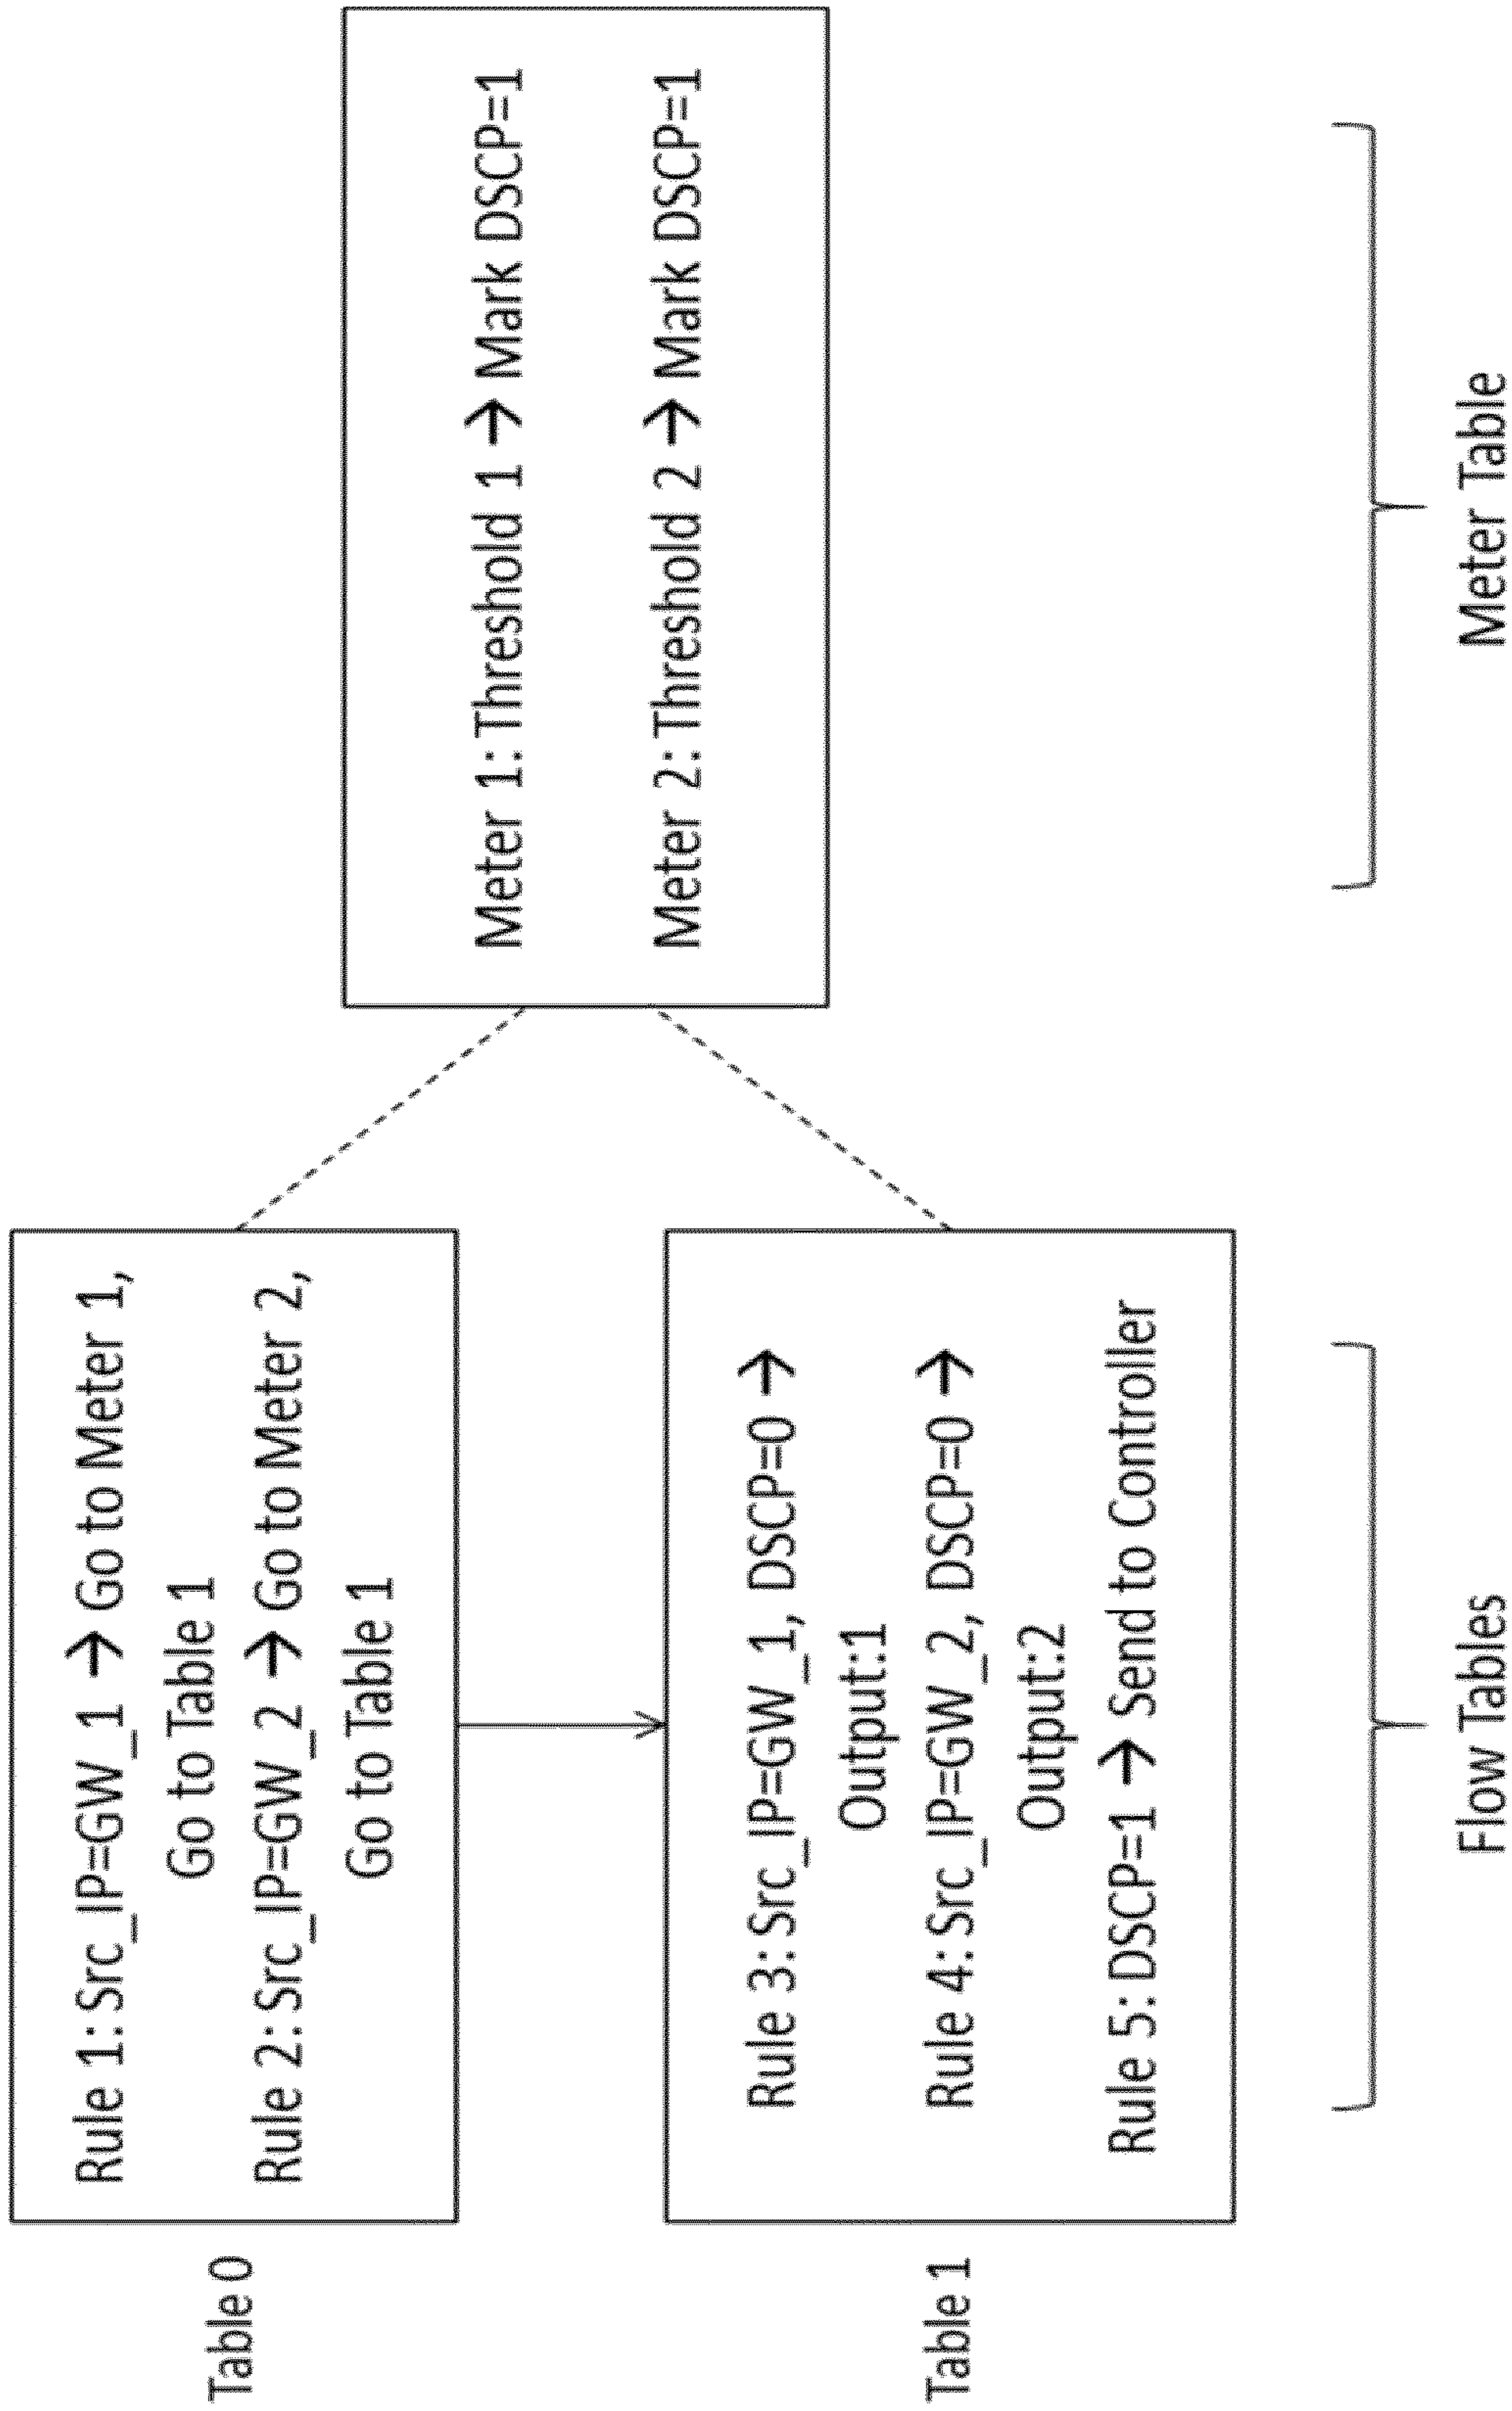 Table 0
Rule 1: Src_IP=GW_1 → Go to Meter 1,
Go to Table 1
Rule 2: Src_IP=GW_2 → Go to Meter 2,
Go to Table 1
Meter 1: Threshold 1 → Mark DSCP=1
Meter 2: Threshold 2 → Mark DSCP=1
Table 1
Rule 3: Src_IP=GW_1, DSCP=0 →
Output:1
Rule 4: Src_IP=GW_2, DSCP=0 →
Output:2
Rule 5: DSCP=1 → Send to Controller
Flow Tables
Meter Table